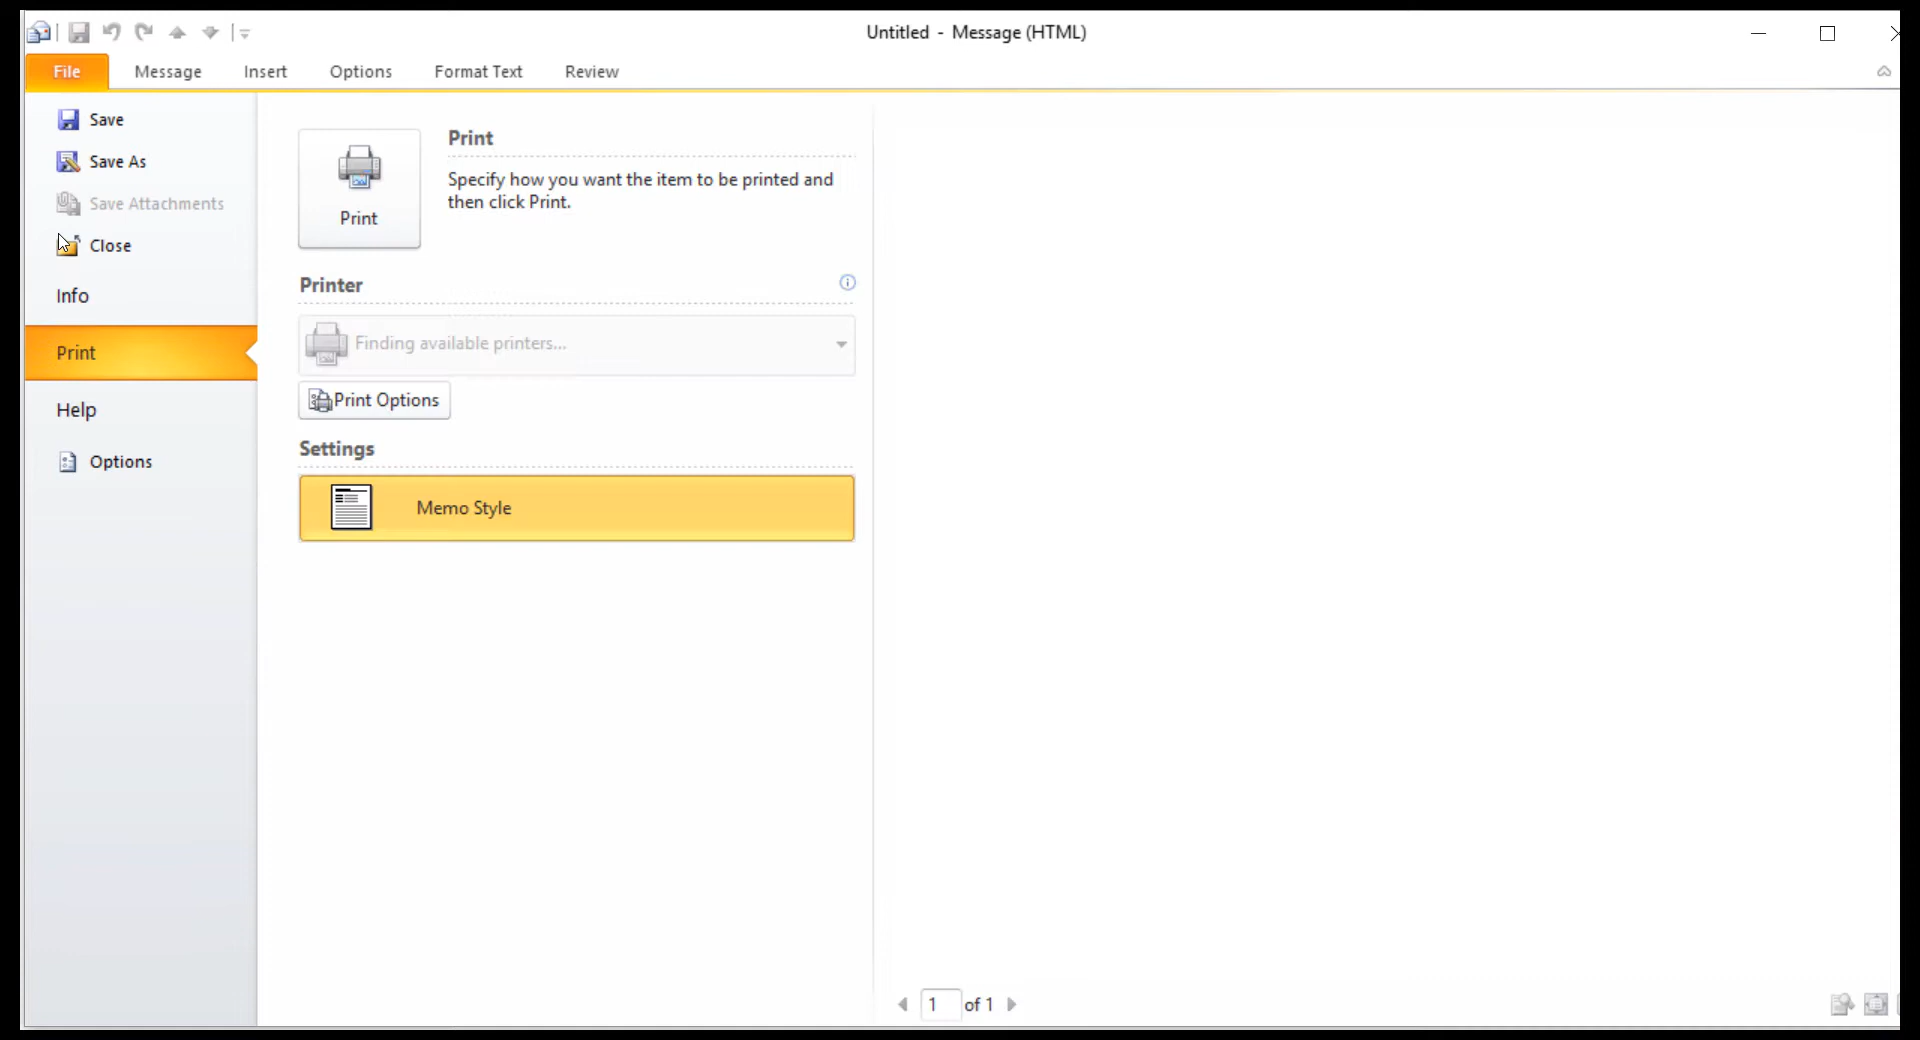 Untitled - Message (HTML)
File Message Insert Options Format Text Review
Save
Save As
Save Attachments
Close
Info
Print
Help
Options
Print
Print
Specify how you want the item to be printed and
then click Print.
Printer
Finding available printers...
Print Options
Settings
Memo Style
1 of 1